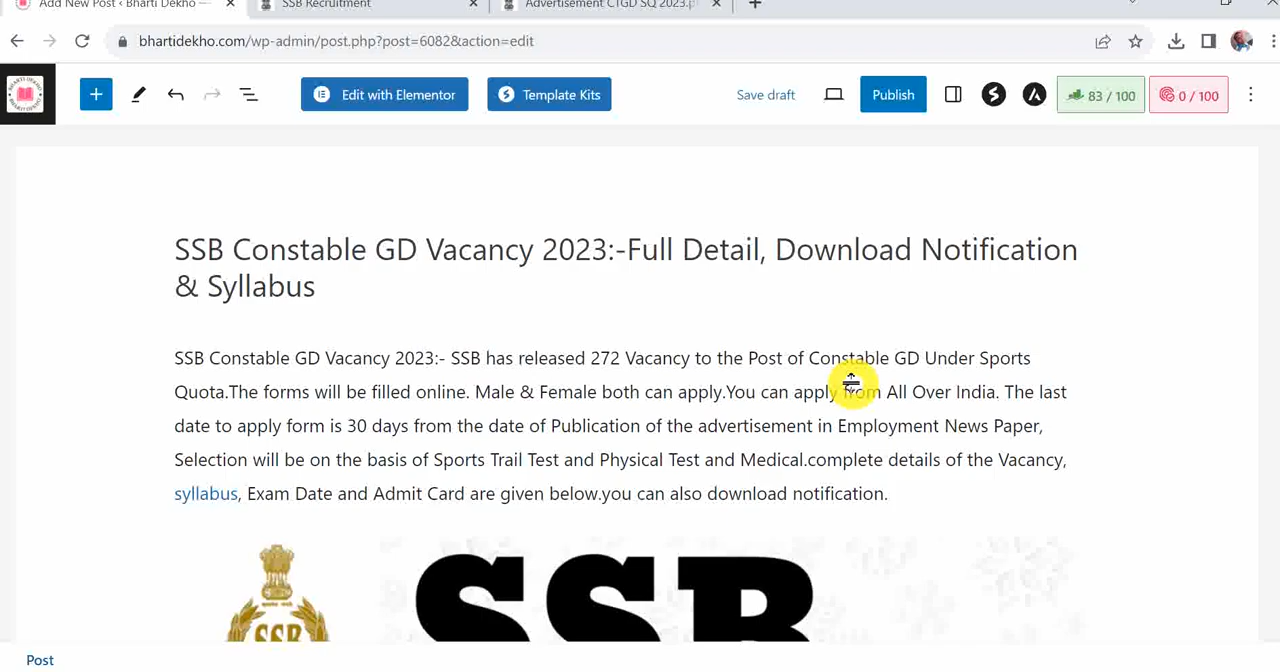 Add New Post ‹ Bharti Dekho —
SSB Recruitment
Advertisement CTGD SQ 2023.p
bhartidekho.com/wp-admin/post.php?post=6082&action=edit
Edit with Elementor
Template Kits
Save draft
Publish
83 / 100
0 / 100
SSB Constable GD Vacancy 2023:-Full Detail, Download Notification
& Syllabus
SSB Constable GD Vacancy 2023:- SSB has released 272 Vacancy to the Post of Constable GD Under Sports
Quota.The forms will be filled online. Male & Female both can apply.You can apply from All Over India. The last
date to apply form is 30 days from the date of Publication of the advertisement in Employment News Paper,
Selection will be on the basis of Sports Trail Test and Physical Test and Medical.complete details of the Vacancy,
syllabus, Exam Date and Admit Card are given below.you can also download notification.
SSB
SSB
Post